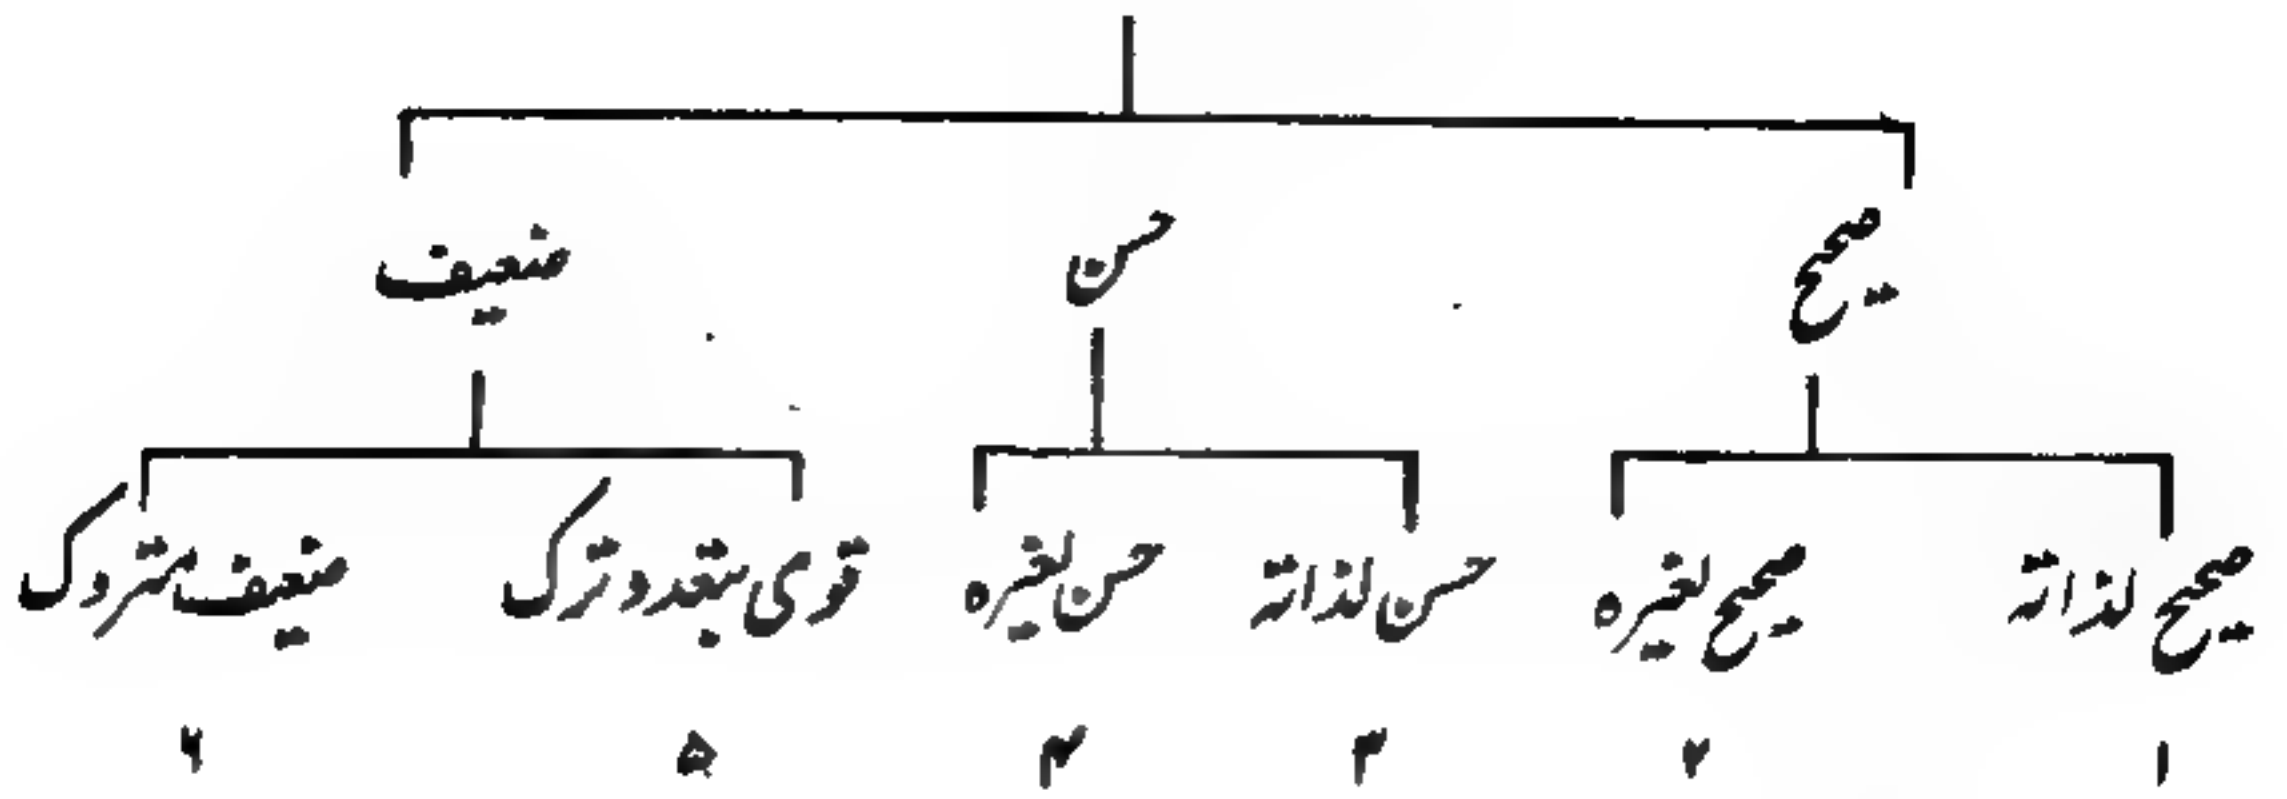 صحیح حسن ضعیف
صحیح لذاتہ صحیح لغیرہ حسن لذاتہ حسن لغیرہ قوی بتعدد ترک ضعیف متروک
۱ ۲ ۳ ۴ ۵ ۶